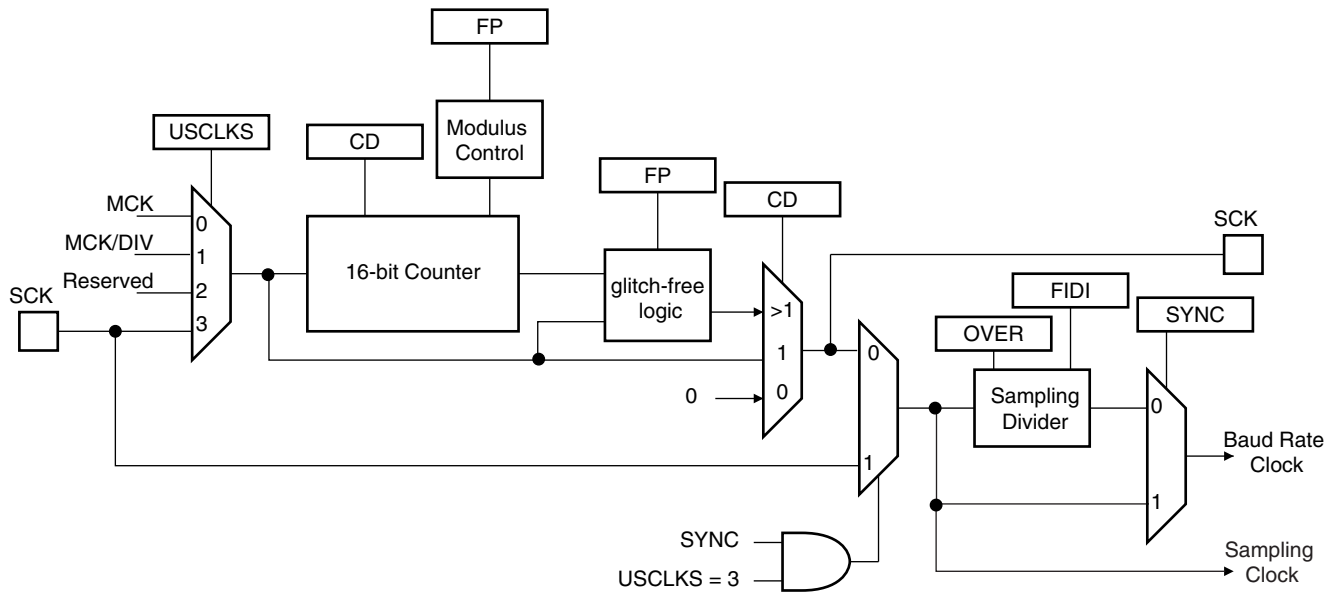 FP
USCLKS
CD
Modulus
Control
FP
CD
MCK
0
MCK/DIV
1
Reserved
2
SCK
3
16-bit Counter
glitch-free
logic
>1
1
0
0
SCK
FIDI
OVER
SYNC
0
1
Sampling
Divider
0
1
Baud Rate
Clock
SYNC
USCLKS = 3
Sampling
Clock